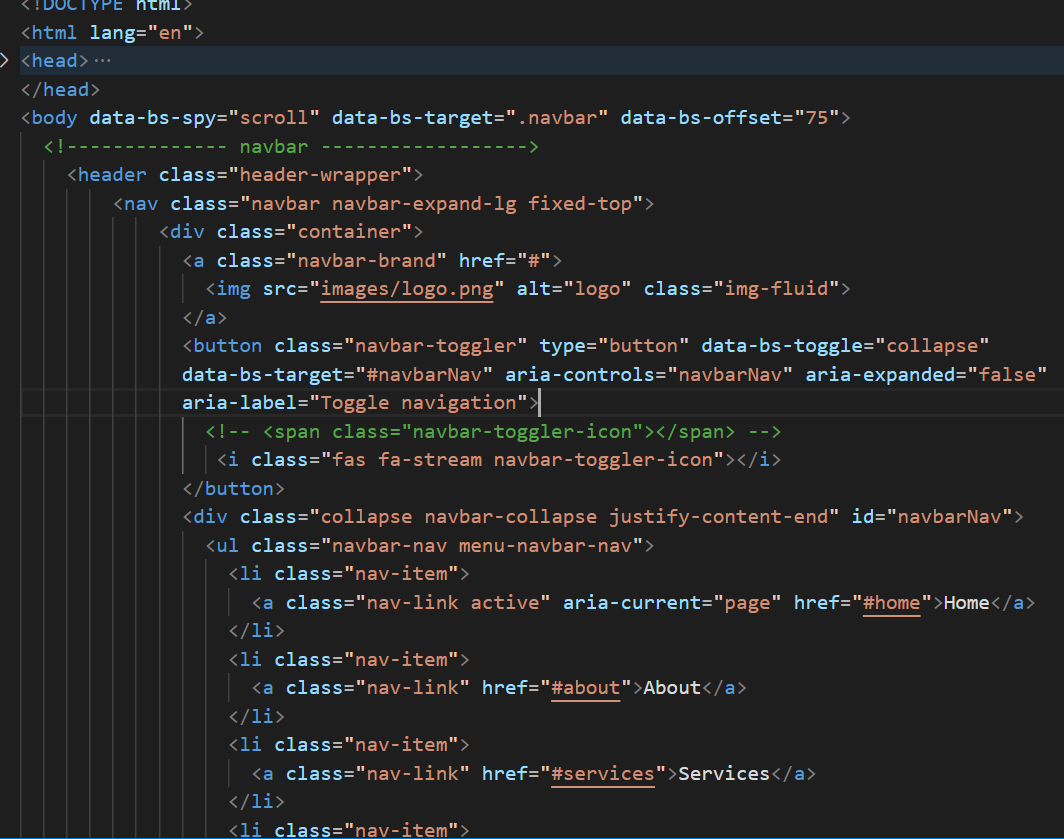 <!DOCTYPE html>
<html lang="en">
<head> ···
</head>
<body data-bs-spy="scroll" data-bs-target=".navbar" data-bs-offset="75">
<!-------------- navbar ------------------>
<header class="header-wrapper">
<nav class="navbar navbar-expand-lg fixed-top">
<div class="container">
<a class="navbar-brand" href="#">
<img src="images/logo.png" alt="logo" class="img-fluid">
</a>
<button class="navbar-toggler" type="button" data-bs-toggle="collapse"
data-bs-target="#navbarNav" aria-controls="navbarNav" aria-expanded="false"
aria-label="Toggle navigation">
<!-- <span class="navbar-toggler-icon"></span> -->
<i class="fas fa-stream navbar-toggler-icon"></i>
</button>
<div class="collapse navbar-collapse justify-content-end" id="navbarNav">
<ul class="navbar-nav menu-navbar-nav">
<li class="nav-item">
<a class="nav-link active" aria-current="page" href="#home">Home</a>
</li>
<li class="nav-item">
<a class="nav-link" href="#about">About</a>
</li>
<li class="nav-item">
<a class="nav-link" href="#services">Services</a>
</li>
<li class="nav-item">